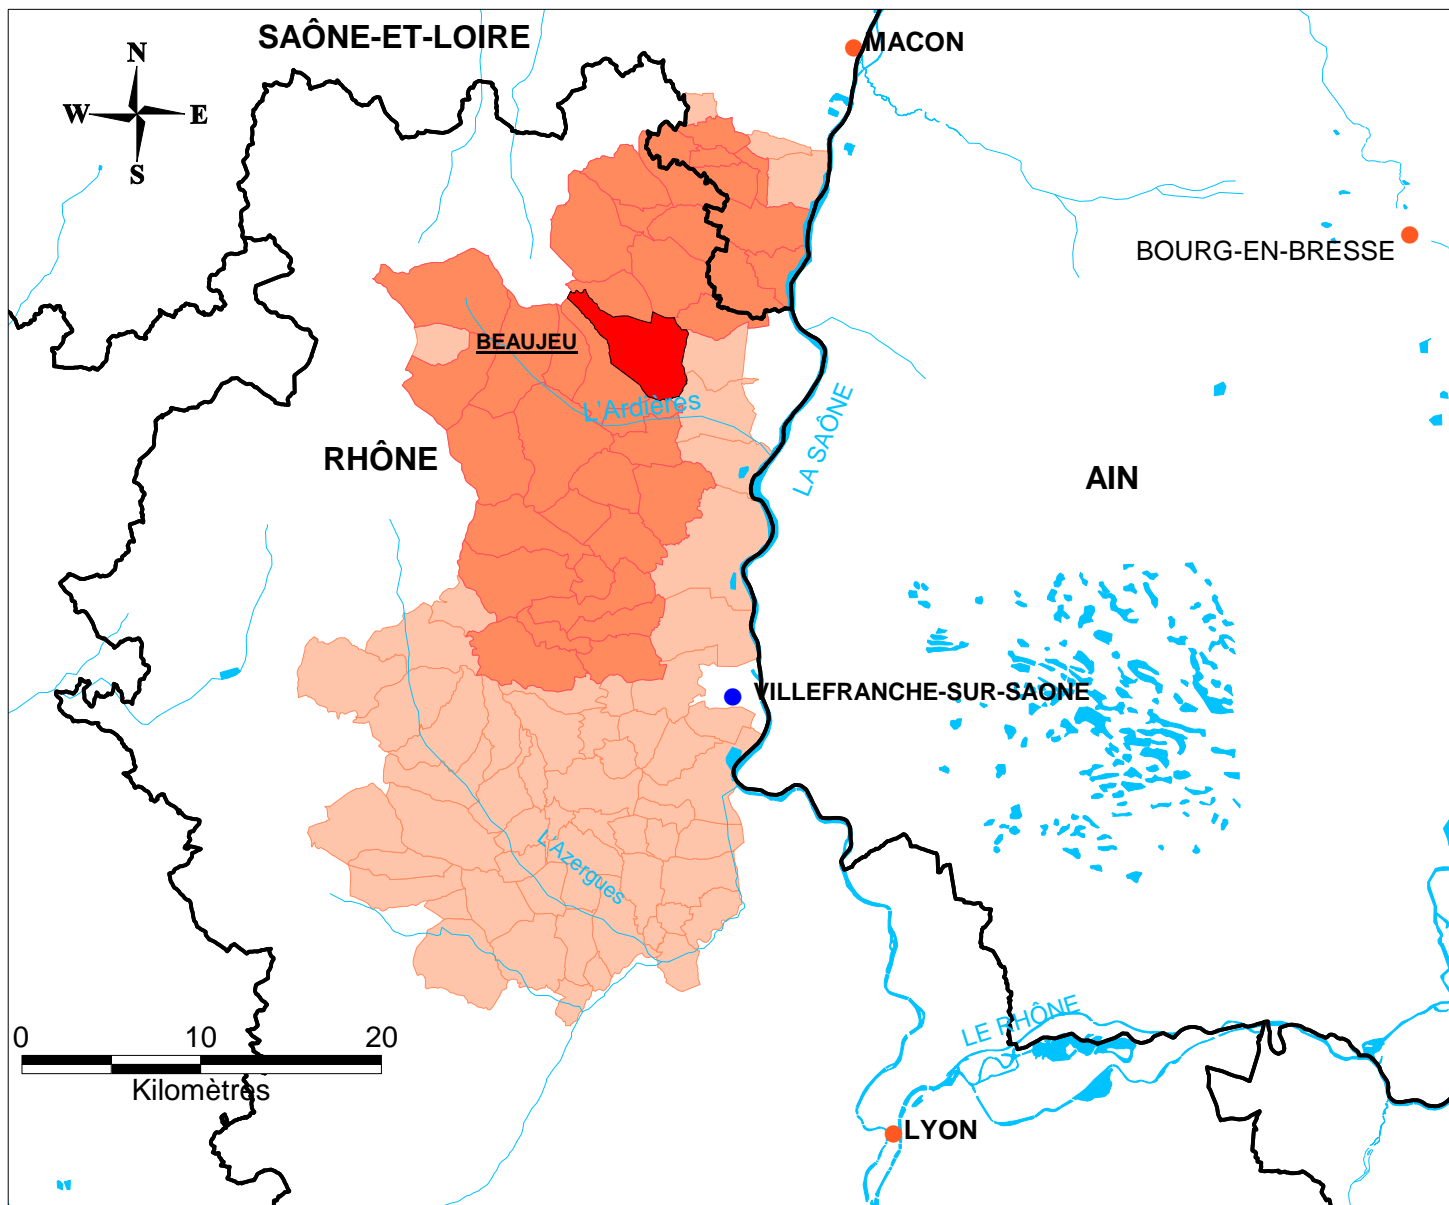 SAÔNE-ET-LOIRE
MACON
N
W E
S
BOURG-EN-BRESSE
BEAUJEU
L'Ardières
LA SAÔNE
RHÔNE
AIN
VILLEFRANCHE-SUR-SAONE
L'Azergues
LE RHÔNE
0 10 20
Kilomètres
LYON